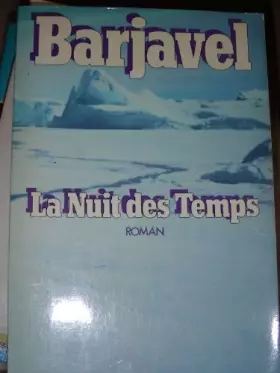 Barjavel
La Nuit des Temps
ROMAN